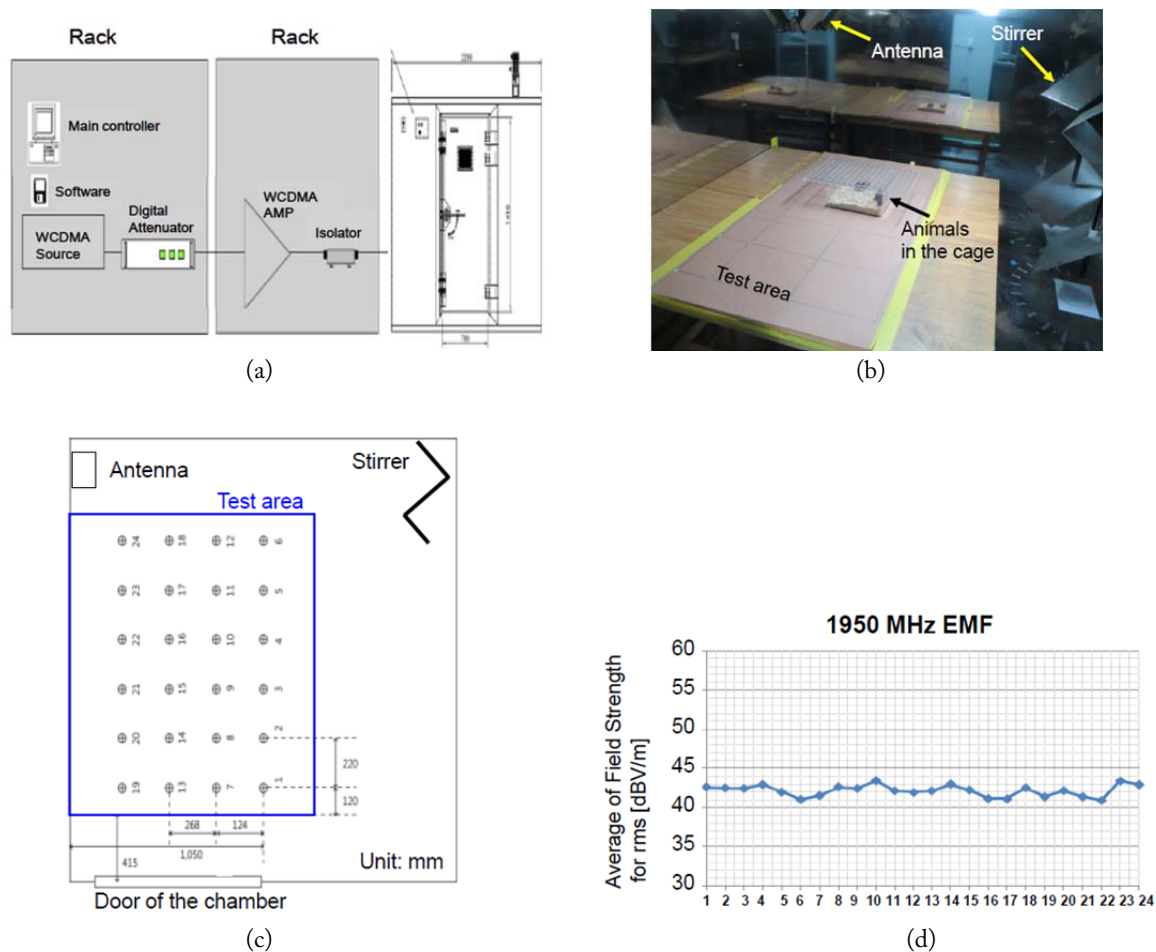 Rack
Rack
Main controller
Software
WCDMA
Source
Digital
Attenuator
WCDMA
AMP
Isolator
780
(a)
Antenna
Stirrer
Animals
in the cage
Test area
(b)
Antenna
Stirrer
Test area
24 18 12 6
23 17 11 5
22 16 10 4
21 15 9 3
20 14 8 2
19 13 7 1
220
120
268 124
1,050
415
Unit: mm
Door of the chamber
(c)
1950 MHz EMF
Average of Field Strength
for rms [dBV/m]
60
55
50
45
40
35
30
1 2 3 4 5 6 7 8 9 10 11 12 13 14 15 16 17 18 19 20 21 22 23 24
(d)